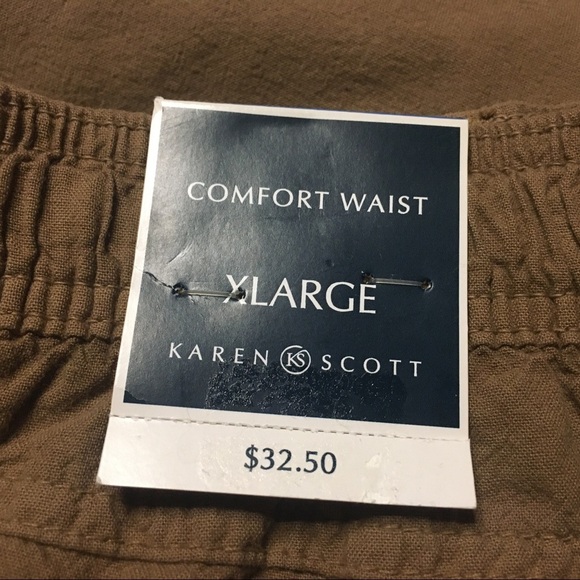 COMFORT WAIST
XLARGE
KAREN KS SCOTT
$32.50